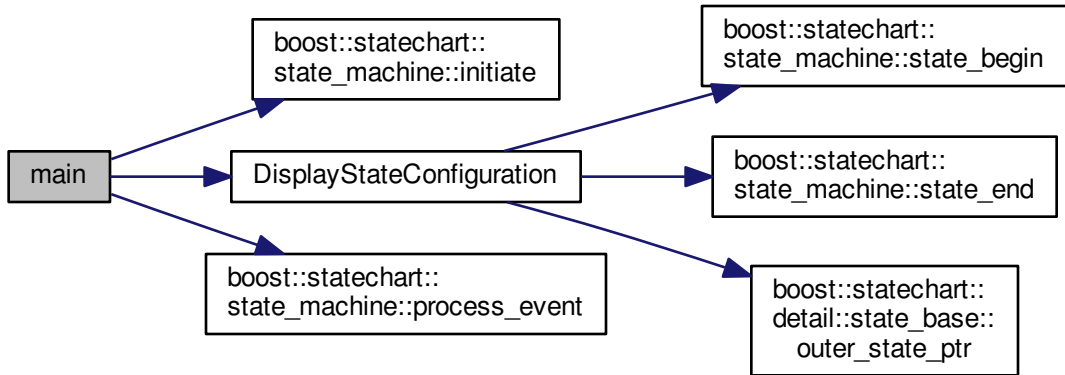 main
boost::statechart::
state_machine::initiate
DisplayStateConfiguration
boost::statechart::
state_machine::process_event
boost::statechart::
state_machine::state_begin
boost::statechart::
state_machine::state_end
boost::statechart::
detail::state_base::
outer_state_ptr